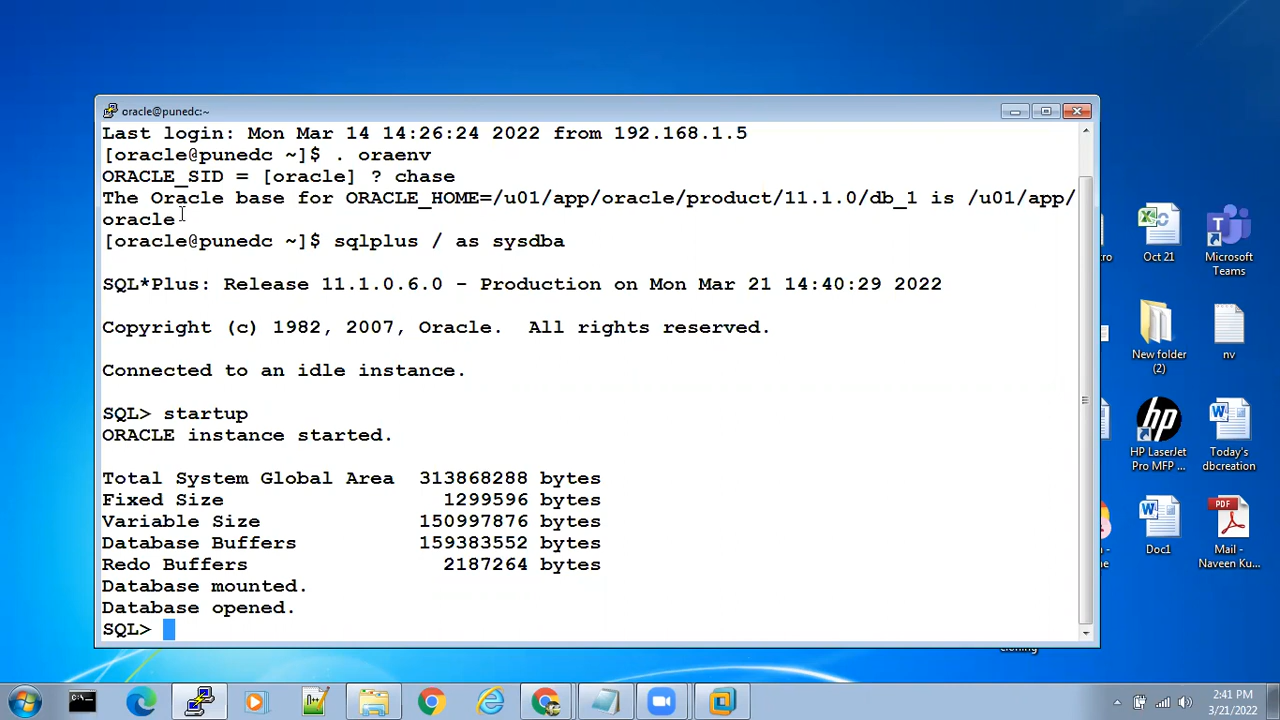 oracle@punedc:~
Last login: Mon Mar 14 14:26:24 2022 from 192.168.1.5
[oracle@punedc ~]$ . oraenv
ORACLE_SID = [oracle] ? chase
The Oracle base for ORACLE_HOME=/u01/app/oracle/product/11.1.0/db_1 is /u01/app/
oracle
[oracle@punedc ~]$ sqlplus / as sysdba
SQL*Plus: Release 11.1.0.6.0 - Production on Mon Mar 21 14:40:29 2022
Copyright (c) 1982, 2007, Oracle.  All rights reserved.
Connected to an idle instance.
SQL> startup
ORACLE instance started.
Total System Global Area  313868288 bytes
Fixed Size                  1299596 bytes
Variable Size             150997876 bytes
Database Buffers          159383552 bytes
Redo Buffers                2187264 bytes
Database mounted.
Database opened.
SQL>
Oct 21
Microsoft
Teams
New folder
(2)
nv
HP LaserJet
Pro MFP ...
Today's
dbcreation
Doc1
PDF
Mail -
Naveen Ku...
2:41 PM
3/21/2022